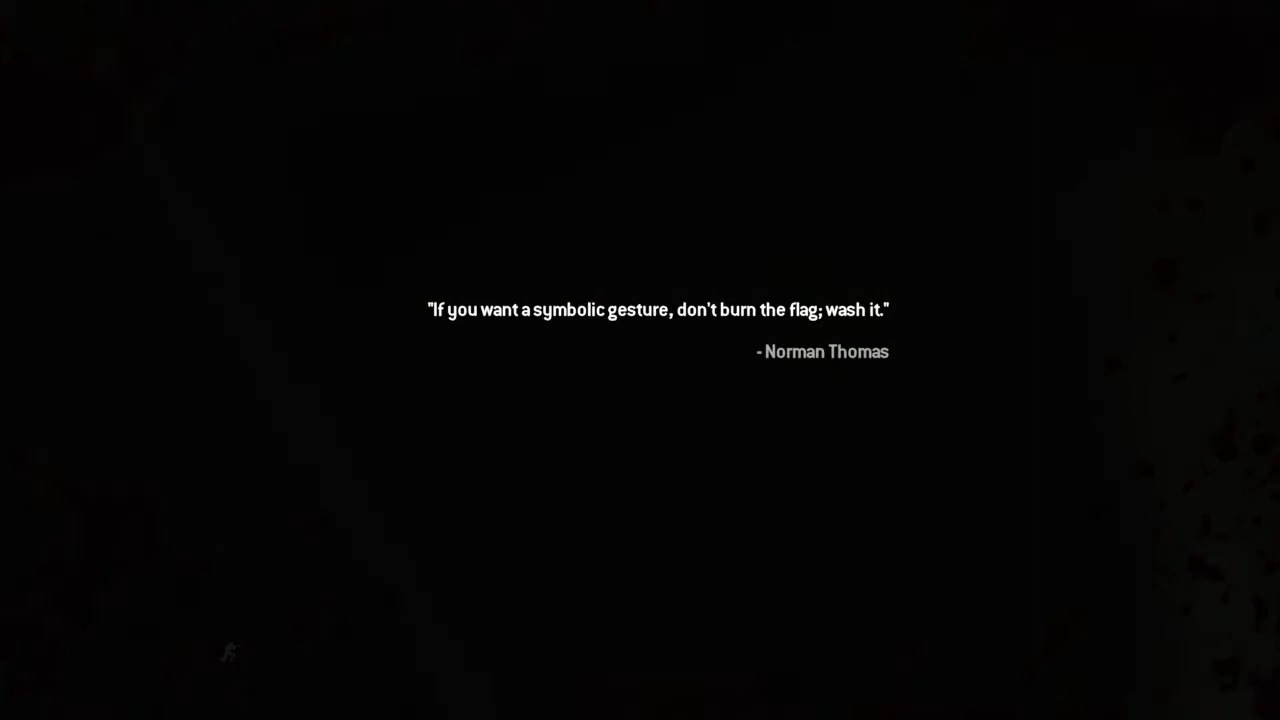 "If you want a symbolic gesture, don't burn the flag; wash it."
- Norman Thomas